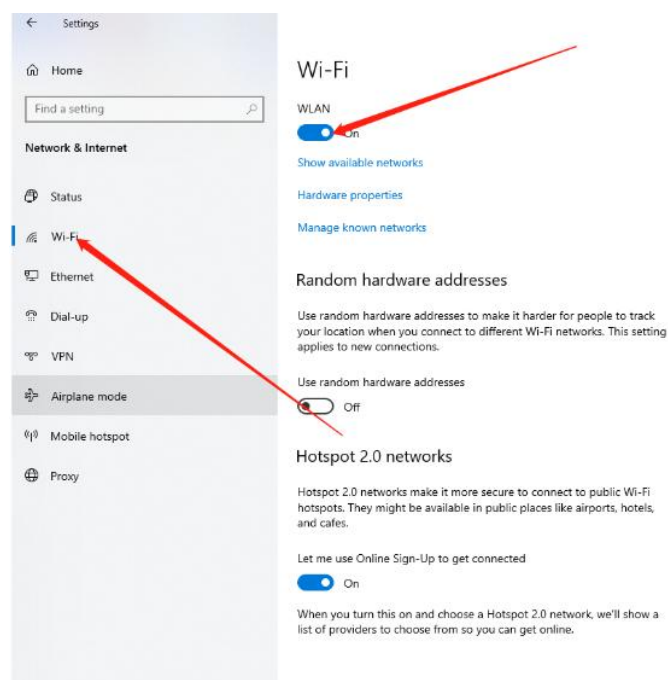 Settings
Home
Find a setting
Network & Internet
Status
Wi-Fi
Ethernet
Dial-up
VPN
Airplane mode
Mobile hotspot
Proxy
Wi-Fi
WLAN
On
Show available networks
Hardware properties
Manage known networks
Random hardware addresses
Use random hardware addresses to make it harder for people to track
your location when you connect to different Wi-Fi networks. This setting
applies to new connections.
Use random hardware addresses
Off
Hotspot 2.0 networks
Hotspot 2.0 networks make it more secure to connect to public Wi-Fi
hotspots. They might be available in public places like airports, hotels,
and cafes.
Let me use Online Sign-Up to get connected
On
When you turn this on and choose a Hotspot 2.0 network, we'll show a
list of providers to choose from so you can get online.